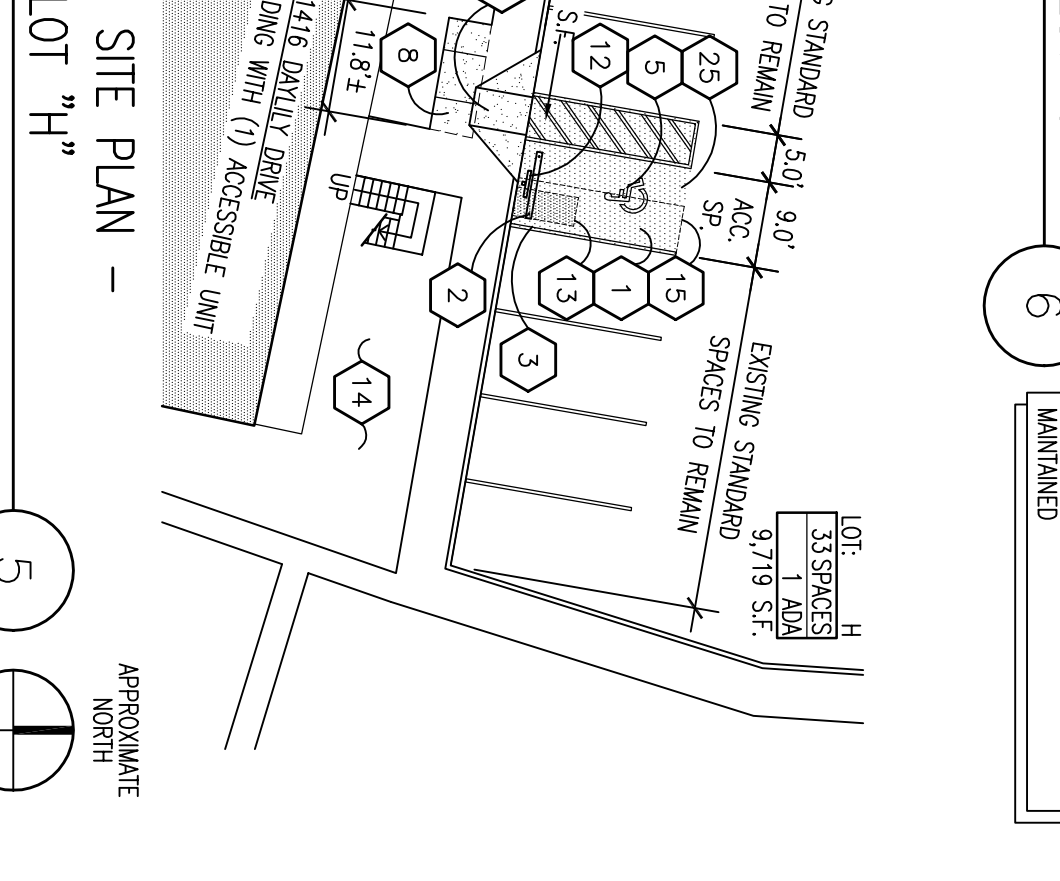 G STANDARD
TO REMAIN
5.0'
9.0'
ACC.
SP.
EXISTING STANDARD
SPACES TO REMAIN
LOT: H
33 SPACES
1 ADA
9,719 S.F.
S.F.
12
5
25
8
11.8'±
13
1
15
2
3
14
UP
1416 DAYLILY DRIVE
DING WITH (1) ACCESSIBLE UNIT
SITE PLAN -
LOT "H"
5
6
MAINTAINED
APPROXIMATE
NORTH